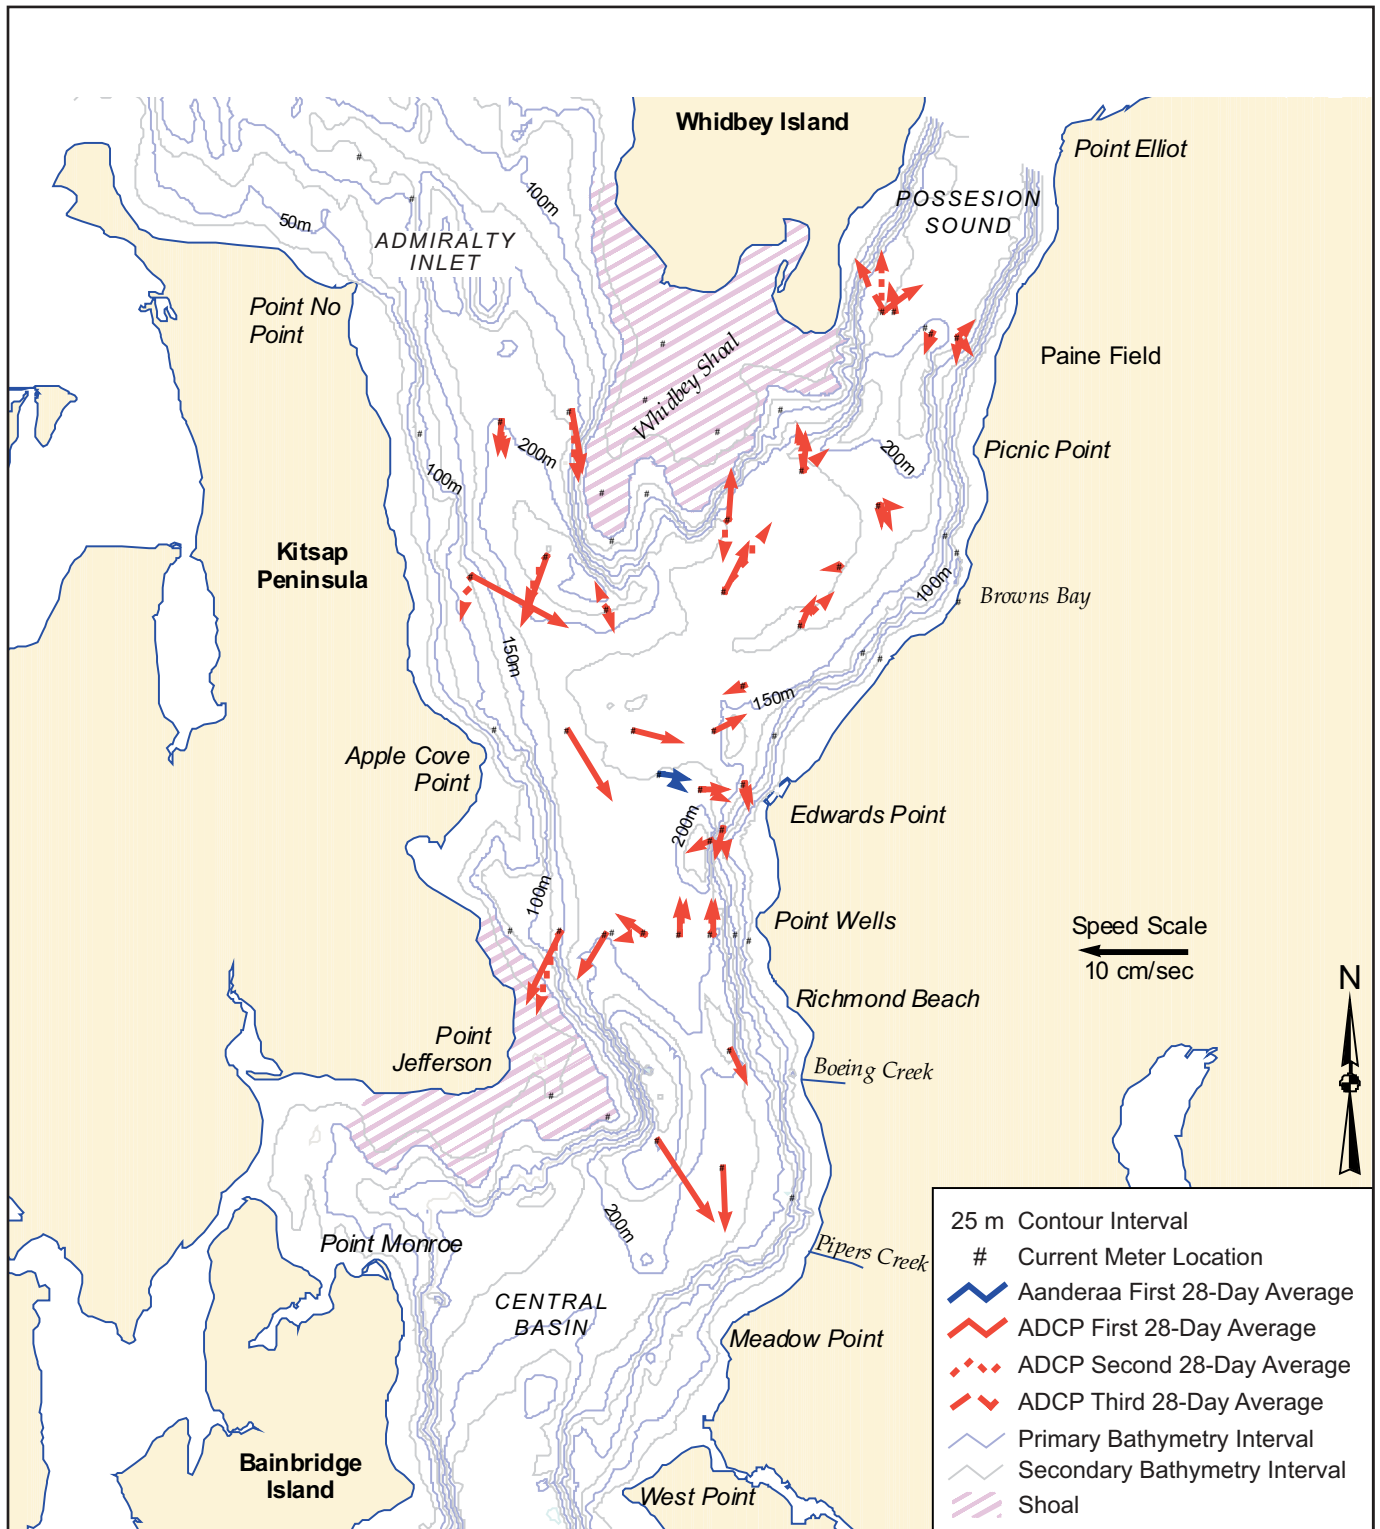 Whidbey Island
Point Elliot
POSSESION
SOUND
100m
50m
ADMIRALTY
INLET
Point No
Point
Whidbey Shoal
Paine Field
200m
100m
200m
Picnic Point
Kitsap
Peninsula
100m
Browns Bay
150m
150m
Apple Cove
Point
200m
Edwards Point
100m
Point Wells
Speed Scale
10 cm/sec
N
Richmond Beach
Point
Jefferson
Boeing Creek
200m
Point Monroe
Pipers Creek
CENTRAL
BASIN
Meadow Point
Bainbridge
Island
West Point
25 m Contour Interval
# Current Meter Location
Aanderaa First 28-Day Average
ADCP First 28-Day Average
ADCP Second 28-Day Average
ADCP Third 28-Day Average
Primary Bathymetry Interval
Secondary Bathymetry Interval
Shoal